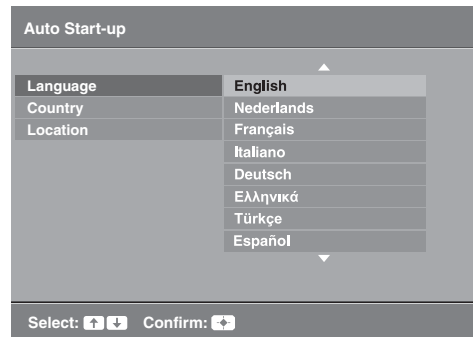 Auto Start-up
Language
Country
Location
English
Nederlands
Français
Italiano
Deutsch
Ελληνικά
Türkçe
Español
Select: Confirm: